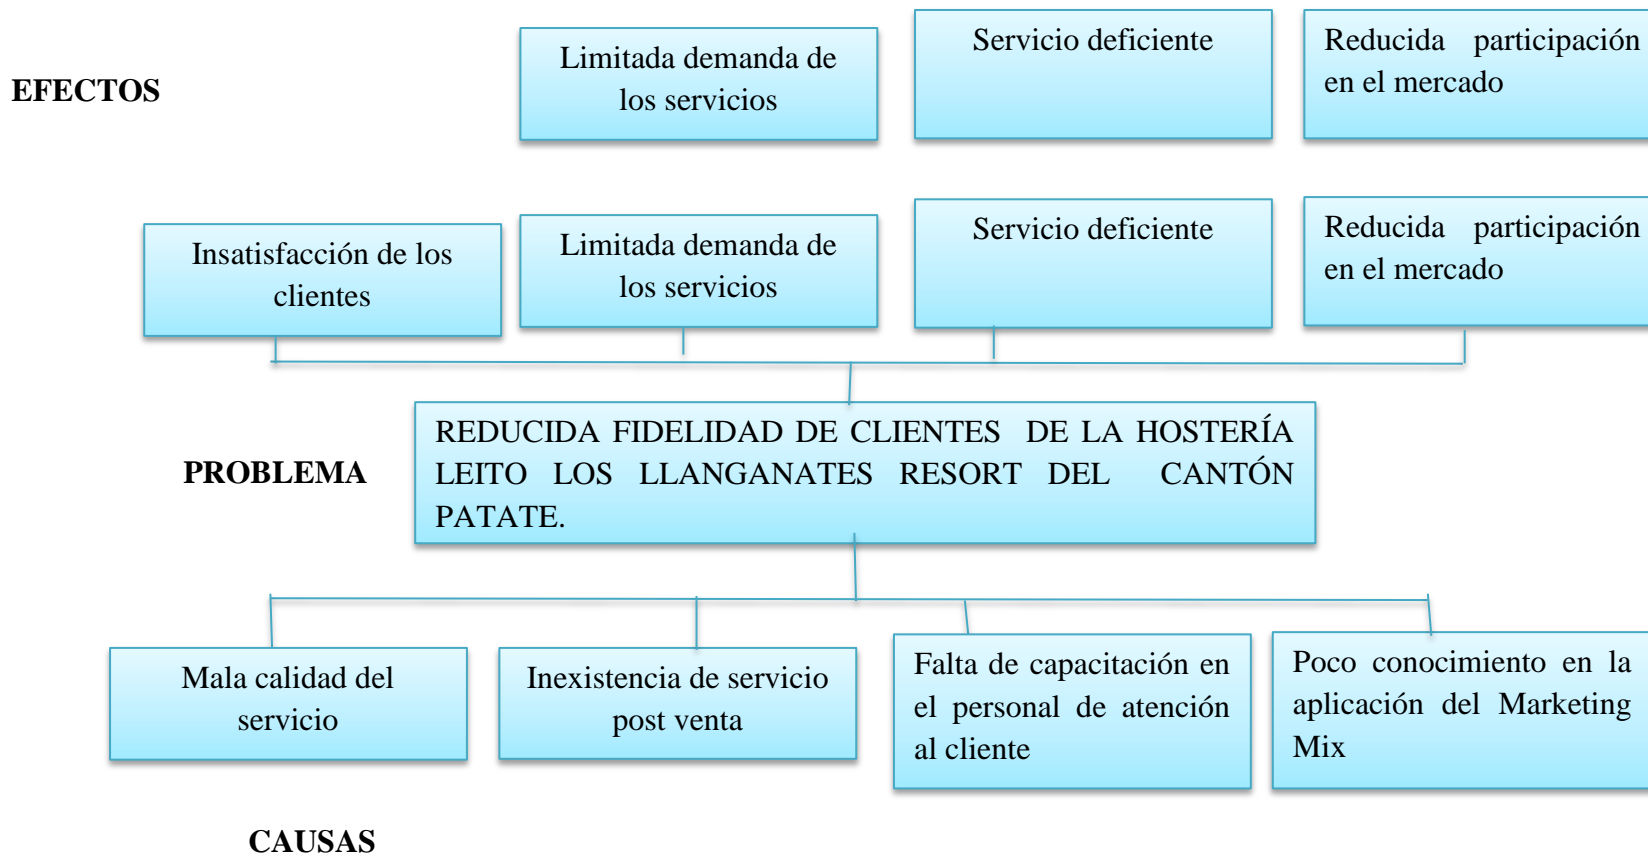 EFECTOS
Limitada demanda de
los servicios
Servicio deficiente
Reducida participación
en el mercado
Insatisfacción de los
clientes
Limitada demanda de
los servicios
Servicio deficiente
Reducida participación
en el mercado
PROBLEMA
REDUCIDA FIDELIDAD DE CLIENTES DE LA HOSTERÍA
LEITO LOS LLANGANATES RESORT DEL CANTÓN
PATATE.
Mala calidad del
servicio
Inexistencia de servicio
post venta
Falta de capacitación en
el personal de atención
al cliente
Poco conocimiento en la
aplicación del Marketing
Mix
CAUSAS